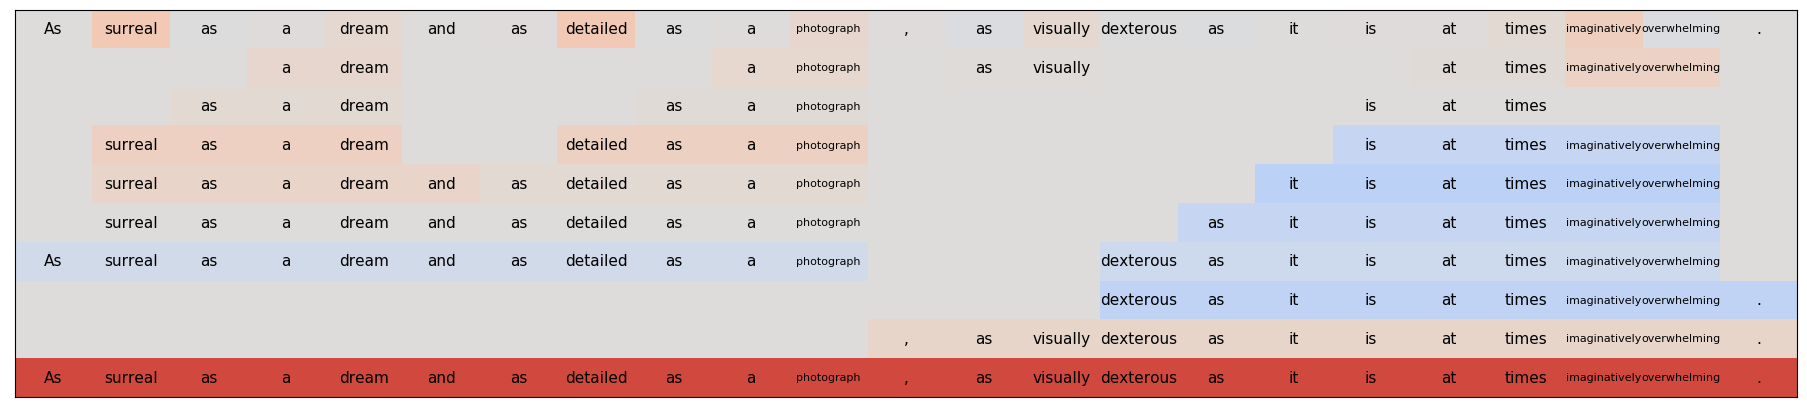 As surreal as a dream and as detailed as a photograph , as visually dexterous as it is at times imaginatively overwhelming .
a dream a photograph as visually at times imaginatively overwhelming
as a dream as a photograph is at times
surreal as a dream detailed as a photograph is at times imaginatively overwhelming
surreal as a dream and as detailed as a photograph it is at times imaginatively overwhelming
surreal as a dream and as detailed as a photograph as it is at times imaginatively overwhelming
As surreal as a dream and as detailed as a photograph dexterous as it is at times imaginatively overwhelming
dexterous as it is at times imaginatively overwhelming .
, as visually dexterous as it is at times imaginatively overwhelming .
As surreal as a dream and as detailed as a photograph , as visually dexterous as it is at times imaginatively overwhelming .